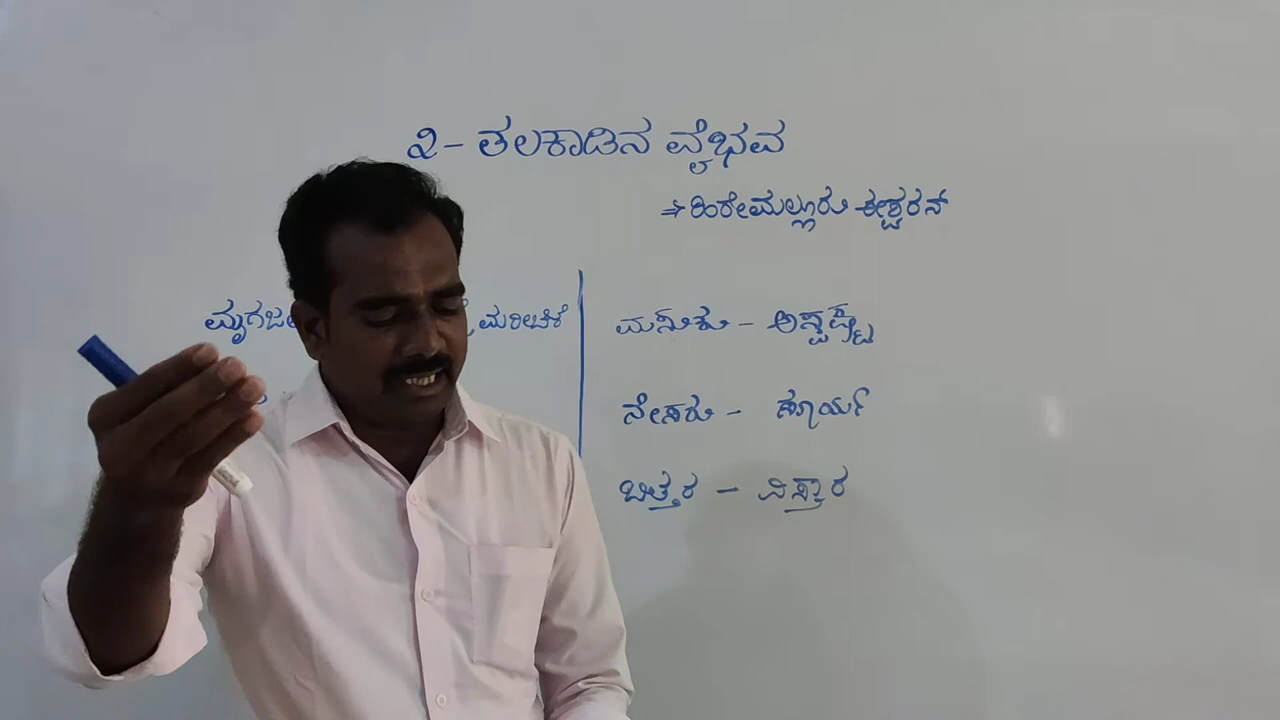 ೨- ತಲಕಾಡಿನ ವೈಭವ
→ ಹಿರೇಮಲ್ಲೂರು ಈಶ್ವರನ್
ಮರೀಚಿಕೆ
ಮಸುಕು - ಅಸ್ಪಷ್ಟ
ನೇಸರು - ಸೂರ್ಯ
ಬಿತ್ತರ - ವಿಸ್ತಾರ